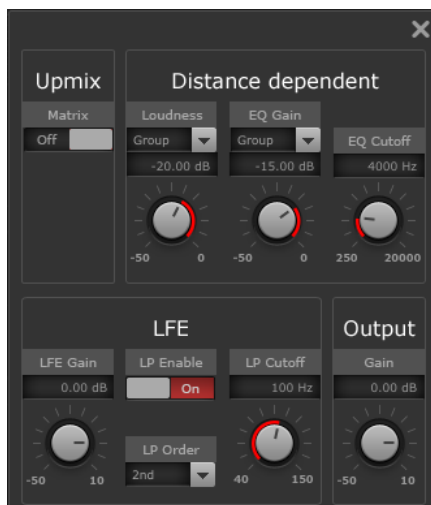 Upmix
Distance dependent
Matrix
Loudness
EQ Gain
Off
Group
Group
EQ Cutoff
-20.00 dB
-15.00 dB
4000 Hz
-50 0
-50 0
250 20000
LFE
Output
LFE Gain
LP Enable
LP Cutoff
Gain
0.00 dB
On
100 Hz
0.00 dB
LP Order
2nd
-50 10
40 150
-50 10